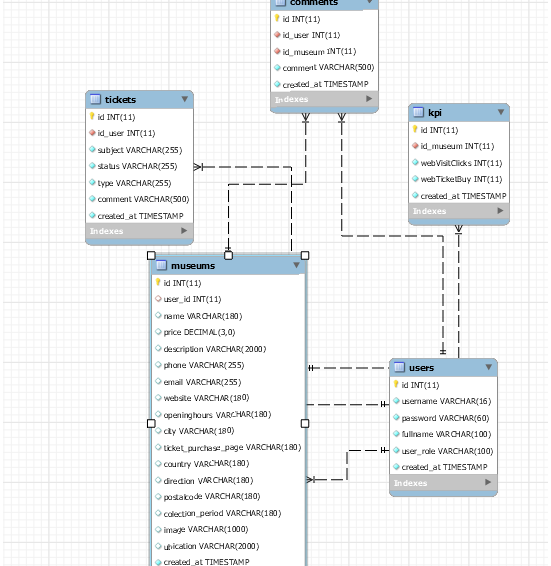 comments
id INT(11)
id_user INT(11)
id_museum INT(11)
comment VARCHAR(500)
created_at TIMESTAMP
Indexes
tickets
id INT(11)
id_user INT(11)
subject VARCHAR(255)
status VARCHAR(255)
type VARCHAR(255)
comment VARCHAR(500)
created_at TIMESTAMP
Indexes
kpi
id INT(11)
id_museum INT(11)
webVisitClicks INT(11)
webTicketBuy INT(11)
created_at TIMESTAMP
Indexes
museums
id INT(11)
user_id INT(11)
name VARCHAR(180)
price DECIMAL(3,0)
description VARCHAR(2000)
phone VARCHAR(255)
email VARCHAR(255)
website VARCHAR(180)
openinghours VARCHAR(180)
city VARCHAR(180)
ticket_purchase_page VARCHAR(180)
country VARCHAR(180)
direction VARCHAR(180)
postalcode VARCHAR(180)
colection_period VARCHAR(180)
image VARCHAR(1000)
ubication VARCHAR(2000)
created_at TIMESTAMP
users
id INT(11)
username VARCHAR(16)
password VARCHAR(60)
fullname VARCHAR(100)
user_role VARCHAR(100)
created_at TIMESTAMP
Indexes